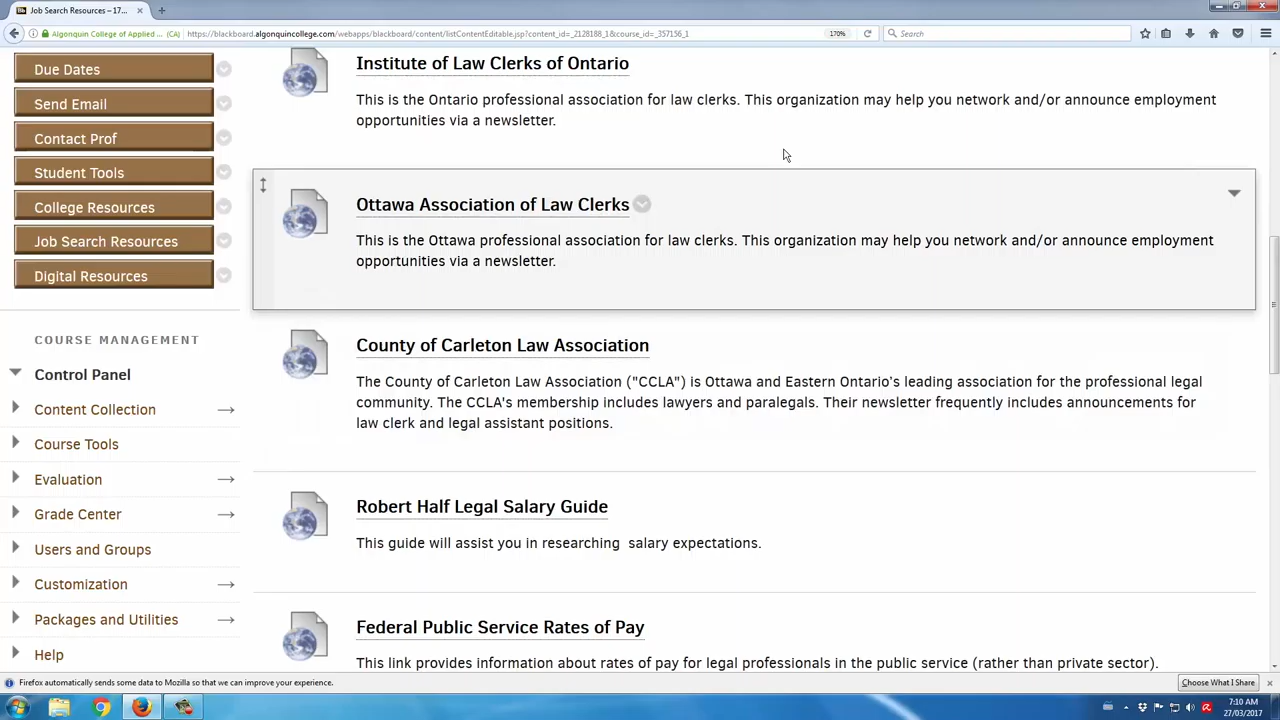 Job Search Resources – 17...
Algonquin College of Applied ... (CA)
https://blackboard.algonquincollege.com/webapps/blackboard/content/listContentEditable.jsp?content_id=_2128188_1&course_id=_357156_1
170%
Search
Due Dates
Send Email
Contact Prof
Student Tools
College Resources
Job Search Resources
Digital Resources
COURSE MANAGEMENT
Control Panel
Content Collection
Course Tools
Evaluation
Grade Center
Users and Groups
Customization
Packages and Utilities
Help
Institute of Law Clerks of Ontario
This is the Ontario professional association for law clerks. This organization may help you network and/or announce employment
opportunities via a newsletter.
Ottawa Association of Law Clerks
This is the Ottawa professional association for law clerks. This organization may help you network and/or announce employment
opportunities via a newsletter.
County of Carleton Law Association
The County of Carleton Law Association ("CCLA") is Ottawa and Eastern Ontario's leading association for the professional legal
community. The CCLA's membership includes lawyers and paralegals. Their newsletter frequently includes announcements for
law clerk and legal assistant positions.
Robert Half Legal Salary Guide
This guide will assist you in researching  salary expectations.
Federal Public Service Rates of Pay
This link provides information about rates of pay for legal professionals in the public service (rather than private sector).
Firefox automatically sends some data to Mozilla so that we can improve your experience.
Choose What I Share
7:10 AM
27/03/2017